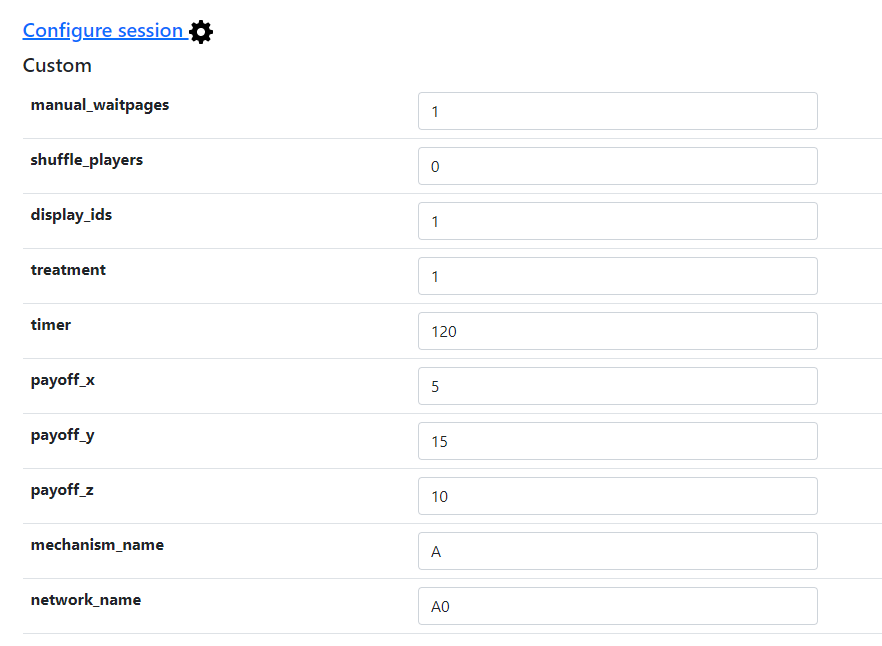 Configure session
Custom
manual_waitpages 1
shuffle_players 0
display_ids 1
treatment 1
timer 120
payoff_x 5
payoff_y 15
payoff_z 10
mechanism_name A
network_name A0